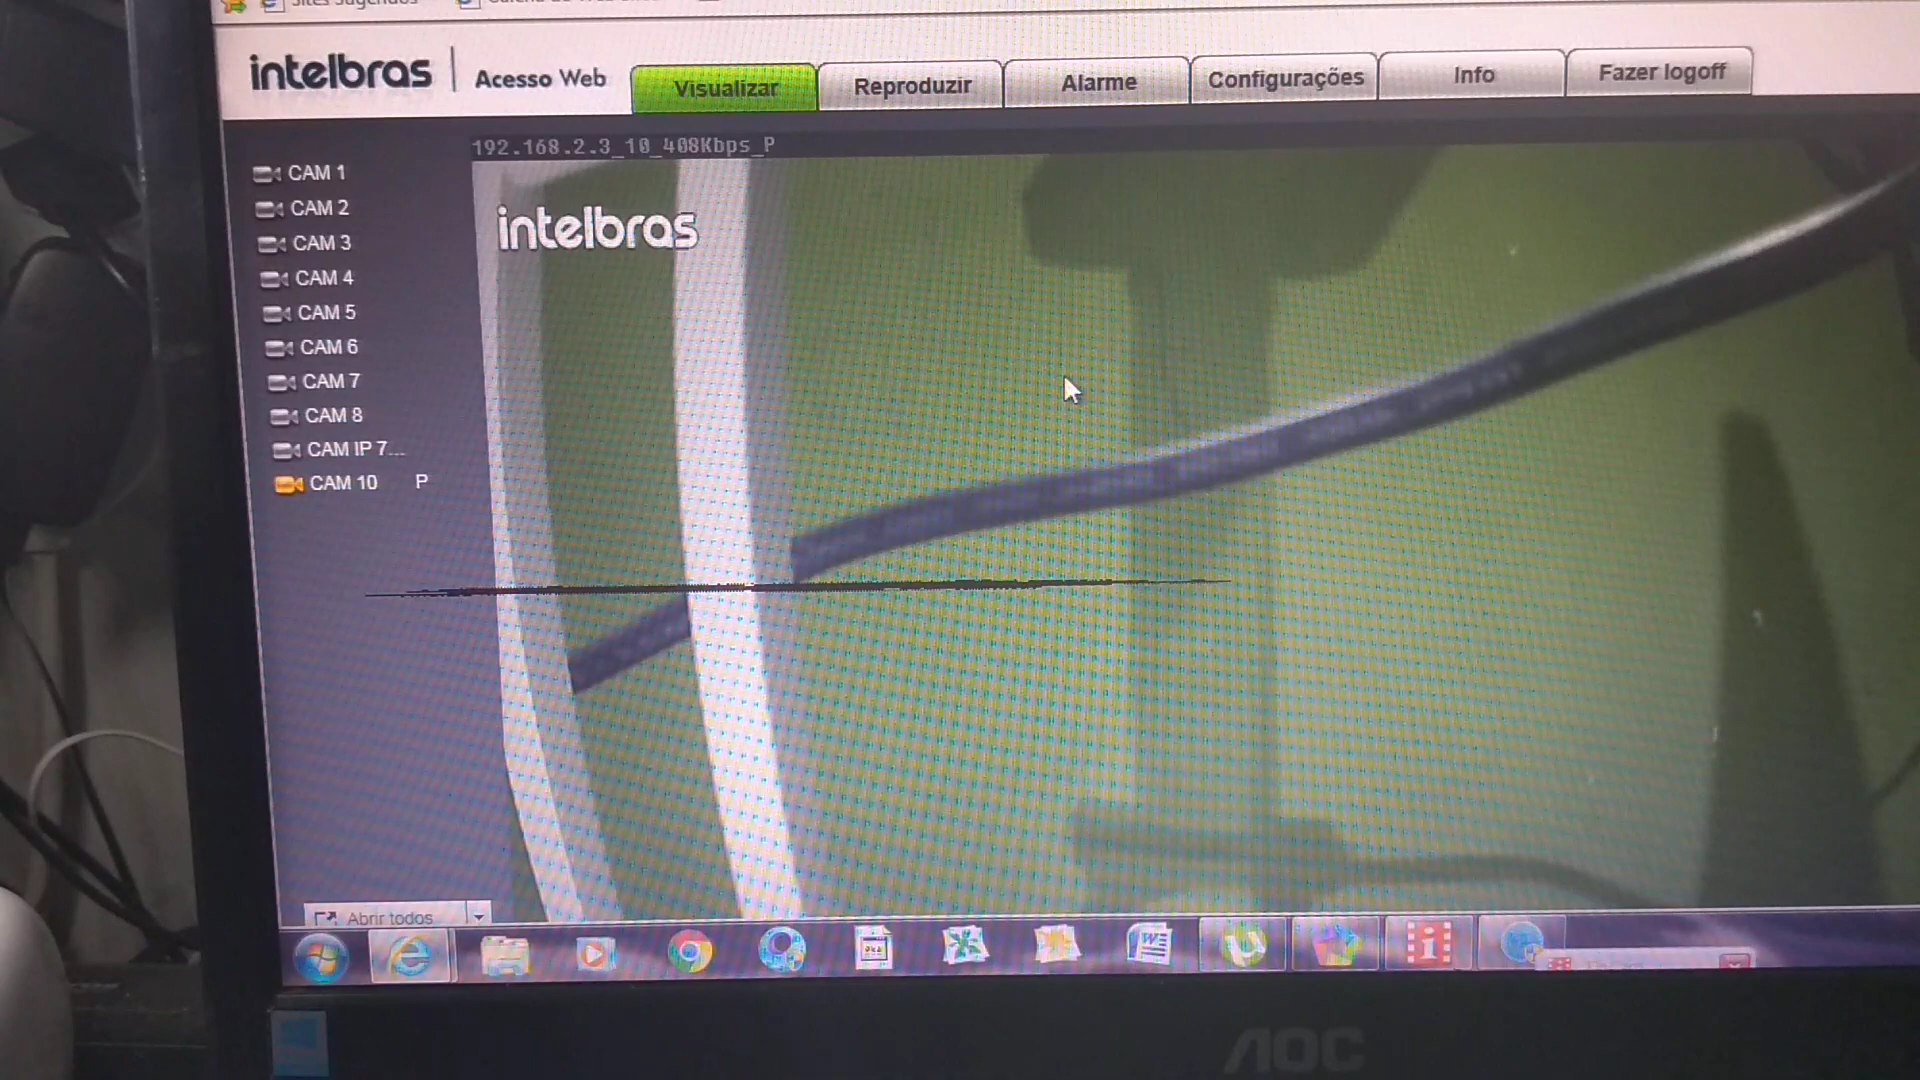 intelbras
Acesso Web
Visualizar
Reproduzir
Alarme
Configurações
Info
Fazer logoff
192.168.2.3_10_408Kbps_P
CAM 1
CAM 2
CAM 3
CAM 4
CAM 5
CAM 6
CAM 7
CAM 8
CAM IP 7...
CAM 10 P
intelbras
Abrir todos
AOC